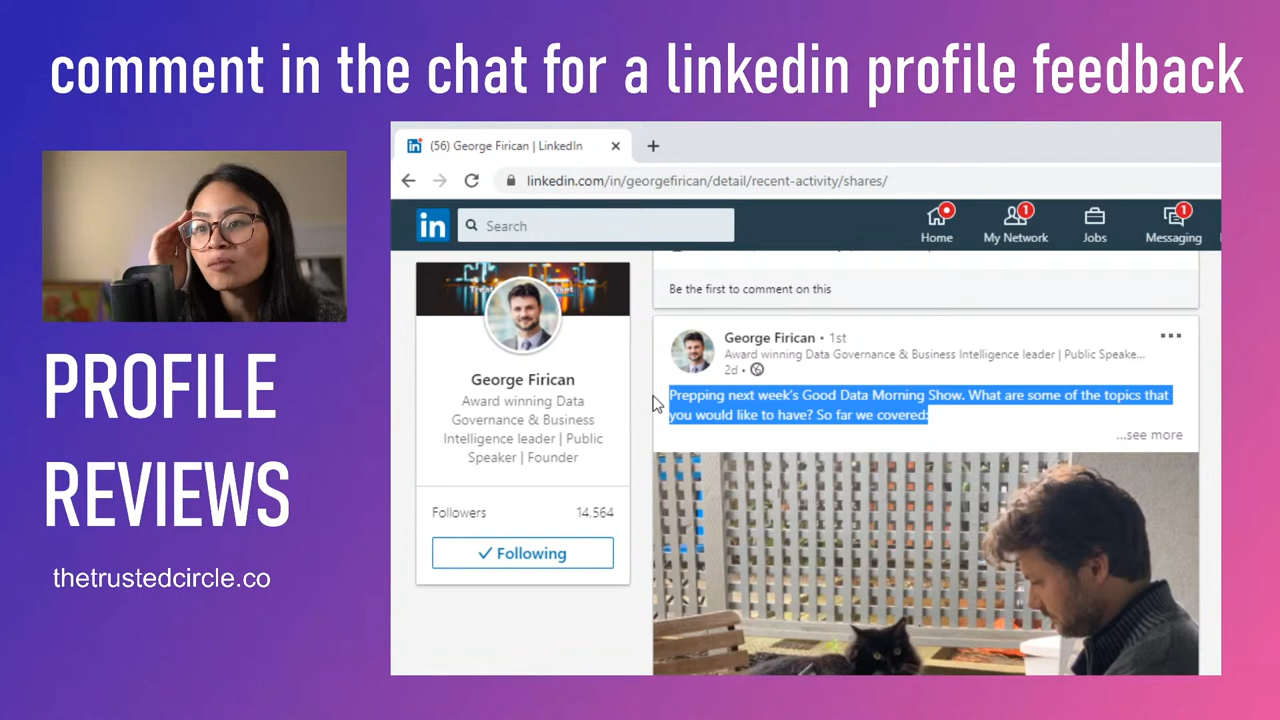 comment in the chat for a linkedin profile feedback
(56) George Firican | LinkedIn
linkedin.com/in/georgefirican/detail/recent-activity/shares/
in
Search
Home
1
My Network
Jobs
1
Messaging
Be the first to comment on this
George Firican • 1st
Award winning Data Governance & Business Intelligence leader | Public Speake...
2d •
Prepping next week's Good Data Morning Show. What are some of the topics that
you would like to have? So far we covered:
...see more
George Firican
Award winning Data
Governance & Business
Intelligence leader | Public
Speaker | Founder
Followers 14,564
Following
PROFILE
REVIEWS
thetrustedcircle.co